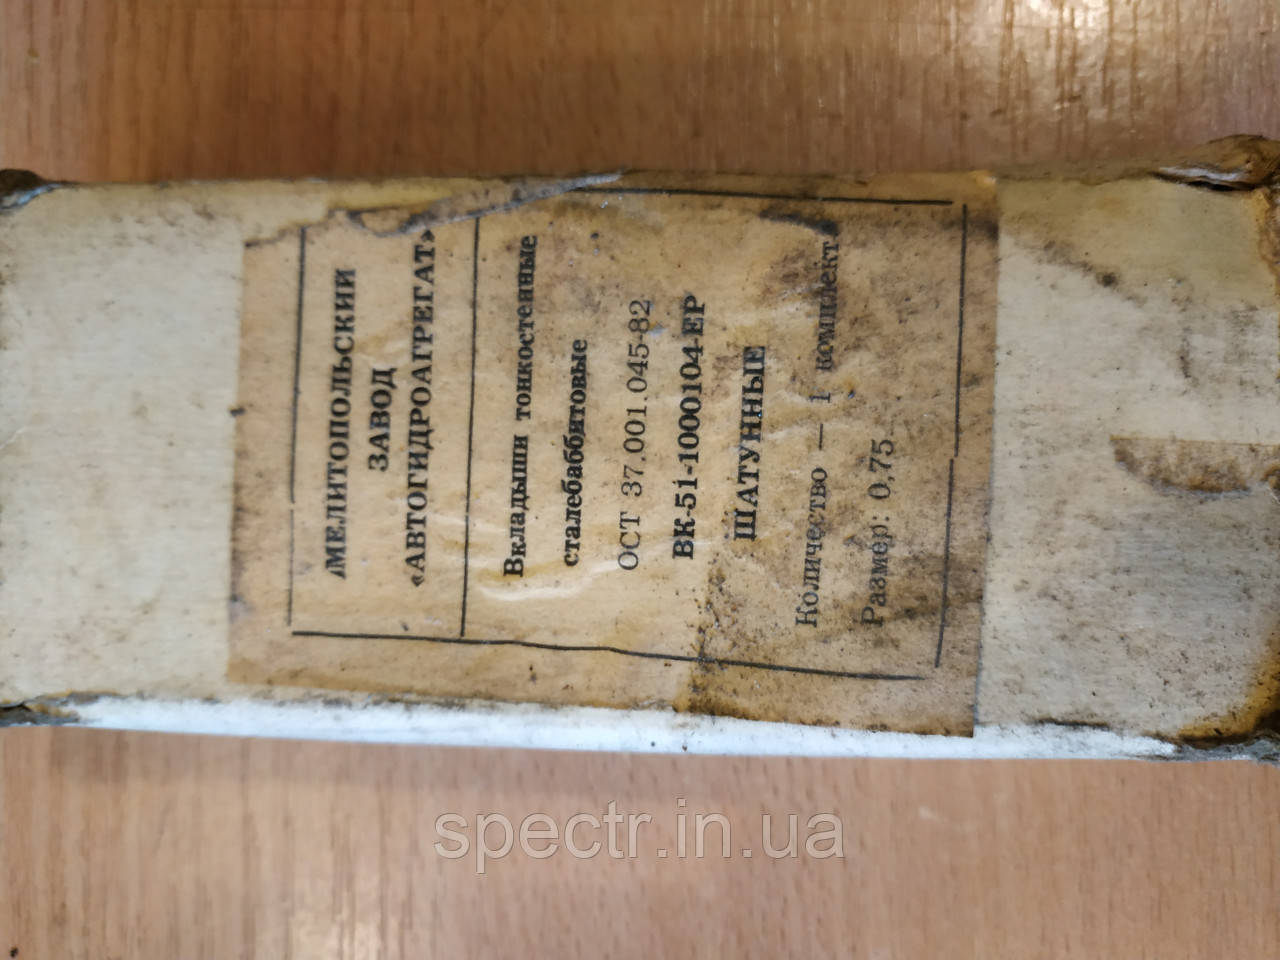 МЕЛИТОПОЛЬСКИЙ
ЗАВОД
«АВТОГИДРОАГРЕГАТ»
Вкладыши тонкостенные
сталебаббитовые
ОСТ 37.001.045-82
ВК-51-1000104-ЕР
ШАТУННЫЕ
Количество — 1 комплект
Размер: 0,75
spectr.in.ua